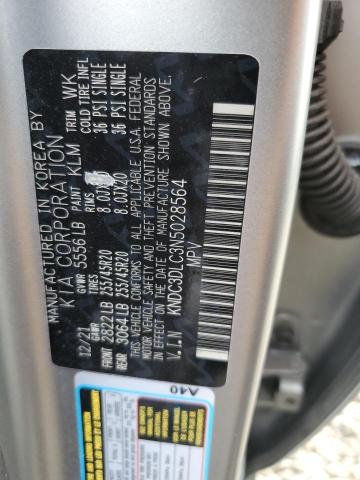 MANUFACTURED IN KOREA BY
KIA CORPORATION
12/21 GVWR 5556 LB PAINT KLM TRIM WK
GAWR TIRES RIMS COLD TIRE INFL
FRONT 2822 LB 255/45R20 8.00 X20 36 PSI SINGLE
REAR 3064 LB 255/45R20 8.00X20 36 PSI SINGLE
THIS VEHICLE CONFORMS TO ALL APPLICABLE U.S.A. FEDERAL
MOTOR VEHICLE SAFETY AND THEFT PREVENTION STANDARDS
IN EFFECT ON THE DATE OF MANUFACTURE SHOWN ABOVE.
V.I.N KNDC3DLC3N5028564
MPV
A40